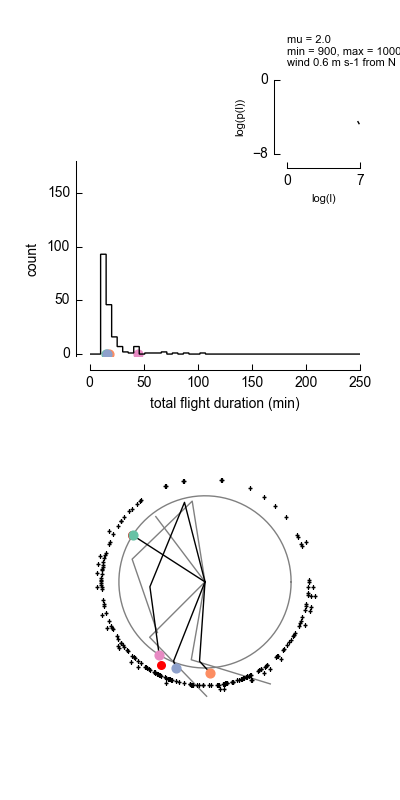 mu = 2.0
min = 900, max = 1000
wind 0.6 m s-1 from N
0
log(p(l))
−8
0 7
log(l)
150
100
50
0
count
0 50 100 150 200 250
total flight duration (min)